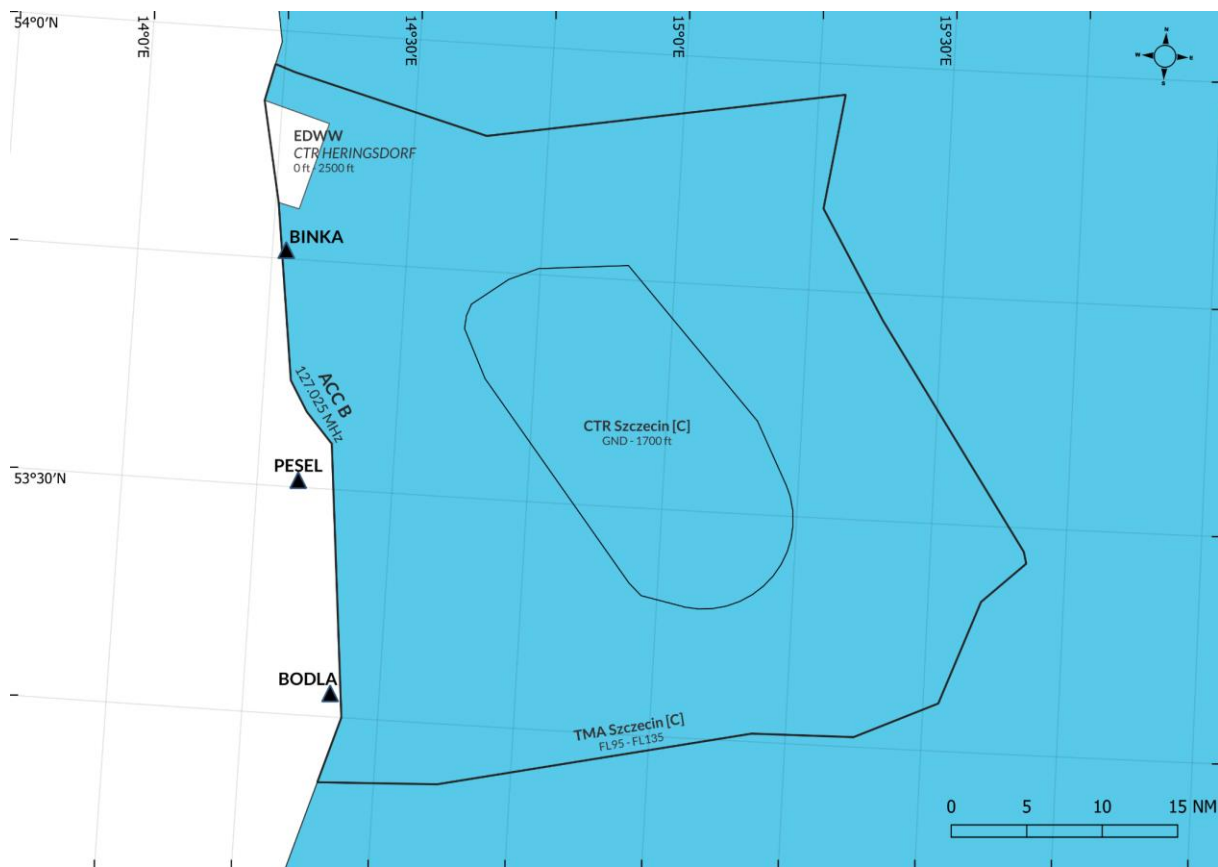 54°0'N
14°0'E
14°30'E
15°0'E
15°30'E
N
W
E
S
EDWW
CTR HERINGSDORF
0 ft - 2500 ft
BINKA
ACC B
127.025 MHz
CTR Szczecin [C]
GND - 1700 ft
PESEL
53°30'N
BODLA
TMA Szczecin [C]
FL95 - FL135
0
5
10
15 NM